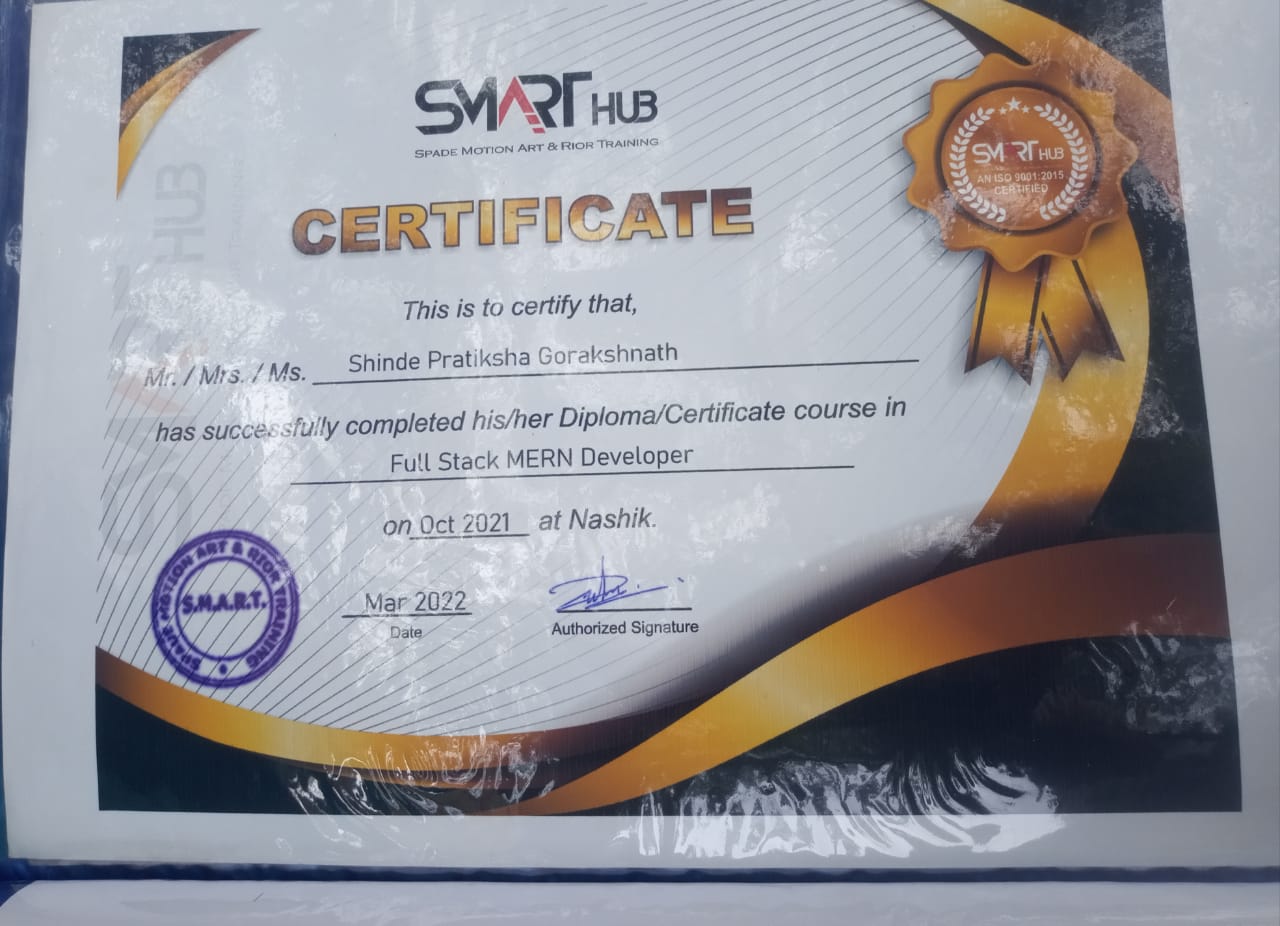 SMART HUB
SPADE MOTION ART & RIOR TRAINING
SMART HUB
AN ISO 9001:2015
CERTIFIED
CERTIFICATE
This is to certify that,
Mr. / Mrs. / Ms. Shinde Pratiksha Gorakshnath
has successfully completed his/her Diploma/Certificate course in
Full Stack MERN Developer
on Oct 2021 at Nashik.
SPADE MOTION ART & RIOR TRAINING
S.M.A.R.T.
Mar 2022
Date
Authorized Signature
HUB